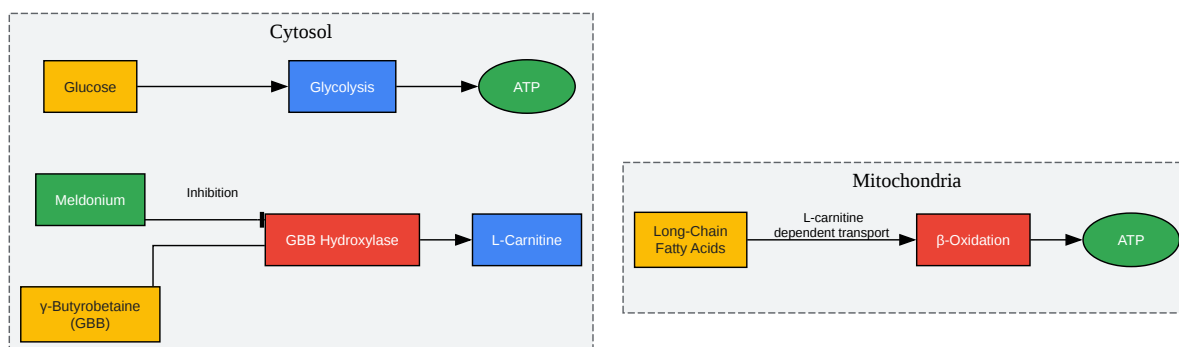 Cytosol
Glucose
Glycolysis
ATP
Meldonium
Inhibition
GBB Hydroxylase
L-Carnitine
γ-Butyrobetaine
(GBB)
Mitochondria
Long-Chain
Fatty Acids
L-carnitine
dependent transport
β-Oxidation
ATP